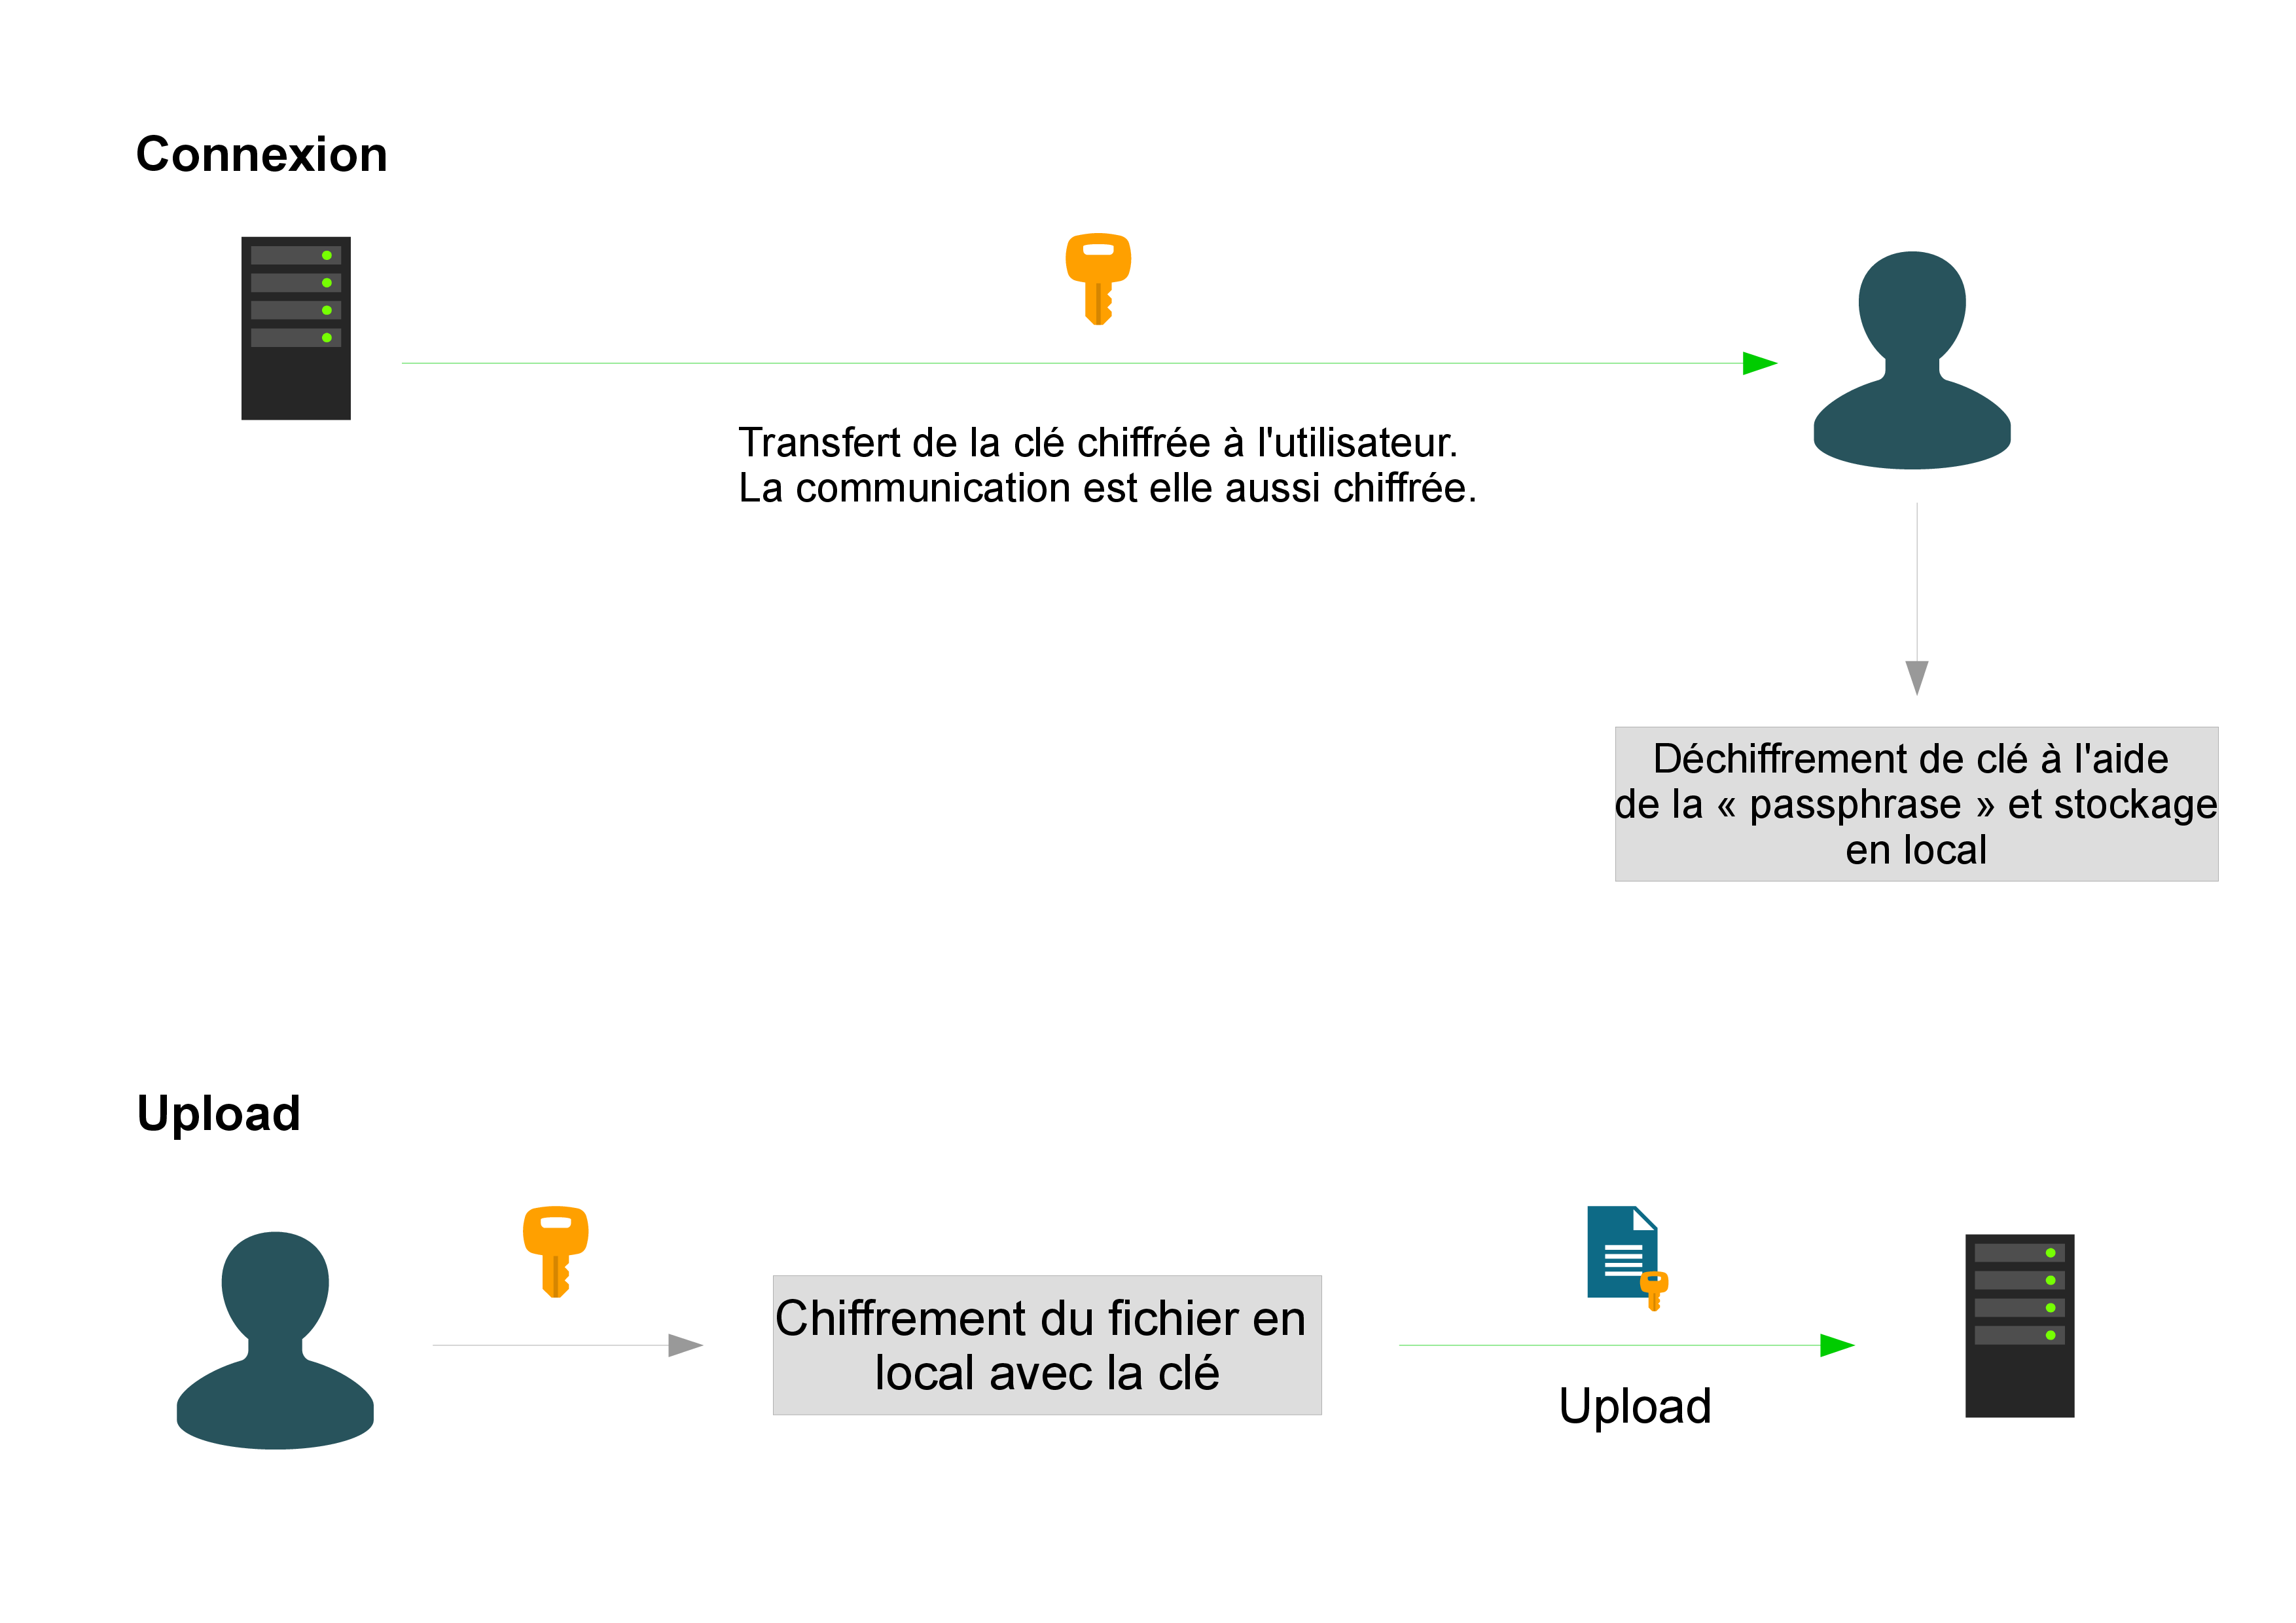 Connexion
Transfert de la clé chiffrée à l'utilisateur.
La communication est elle aussi chiffrée.
Déchiffrement de clé à l'aide
de la « passphrase » et stockage
en local
Upload
Chiffrement du fichier en
local avec la clé
Upload